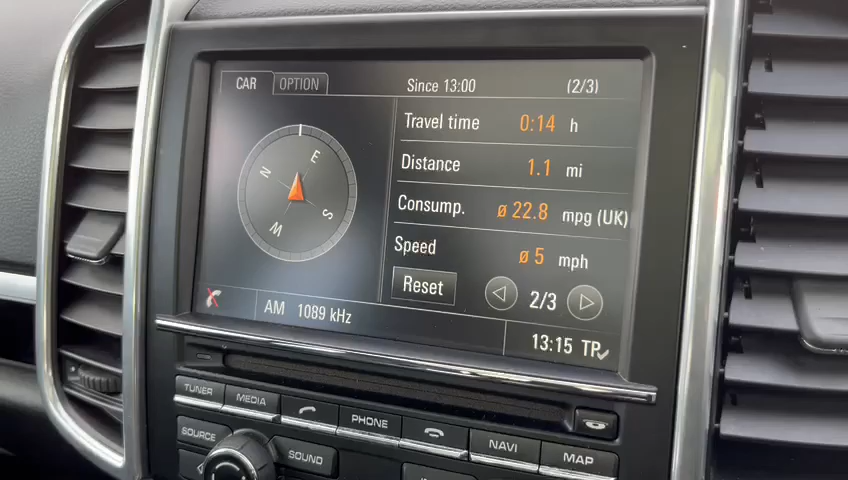 CAR OPTION Since 13:00 (2/3)
Travel time 0:14 h
Distance 1.1 mi
Consump. ø 22.8 mpg (UK)
Speed ø 5 mph
N E S W
Reset 2/3
AM 1089 kHz
13:15 TP
TUNER MEDIA PHONE NAVI MAP
SOURCE SOUND